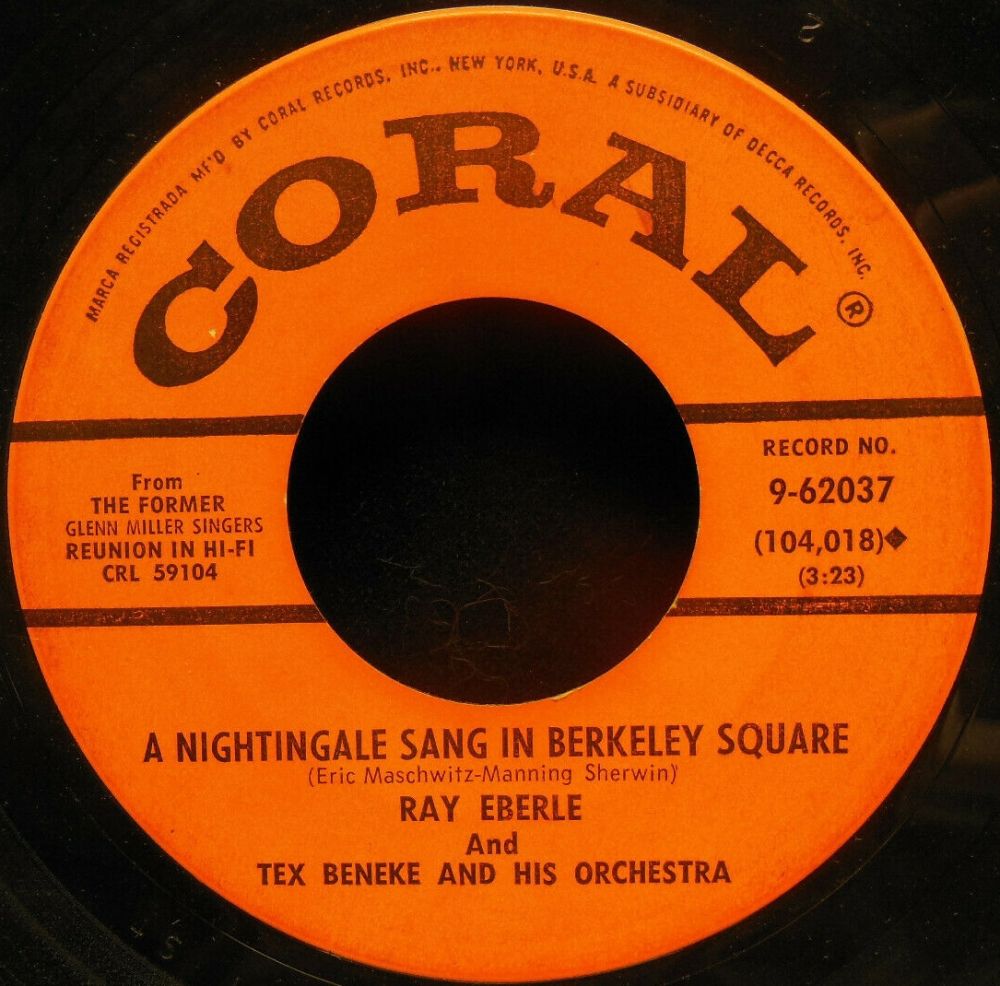 MARCA REGISTRADA MF'D BY CORAL RECORDS, INC., NEW YORK, U.S.A. A SUBSIDIARY OF DECCA RECORDS, INC.
CORAL ®
From
THE FORMER
GLENN MILLER SINGERS
REUNION IN HI-FI
CRL 59104
RECORD NO.
9-62037
(104,018)◆
(3:23)
A NIGHTINGALE SANG IN BERKELEY SQUARE
(Eric Maschwitz-Manning Sherwin)
RAY EBERLE
And
TEX BENEKE AND HIS ORCHESTRA